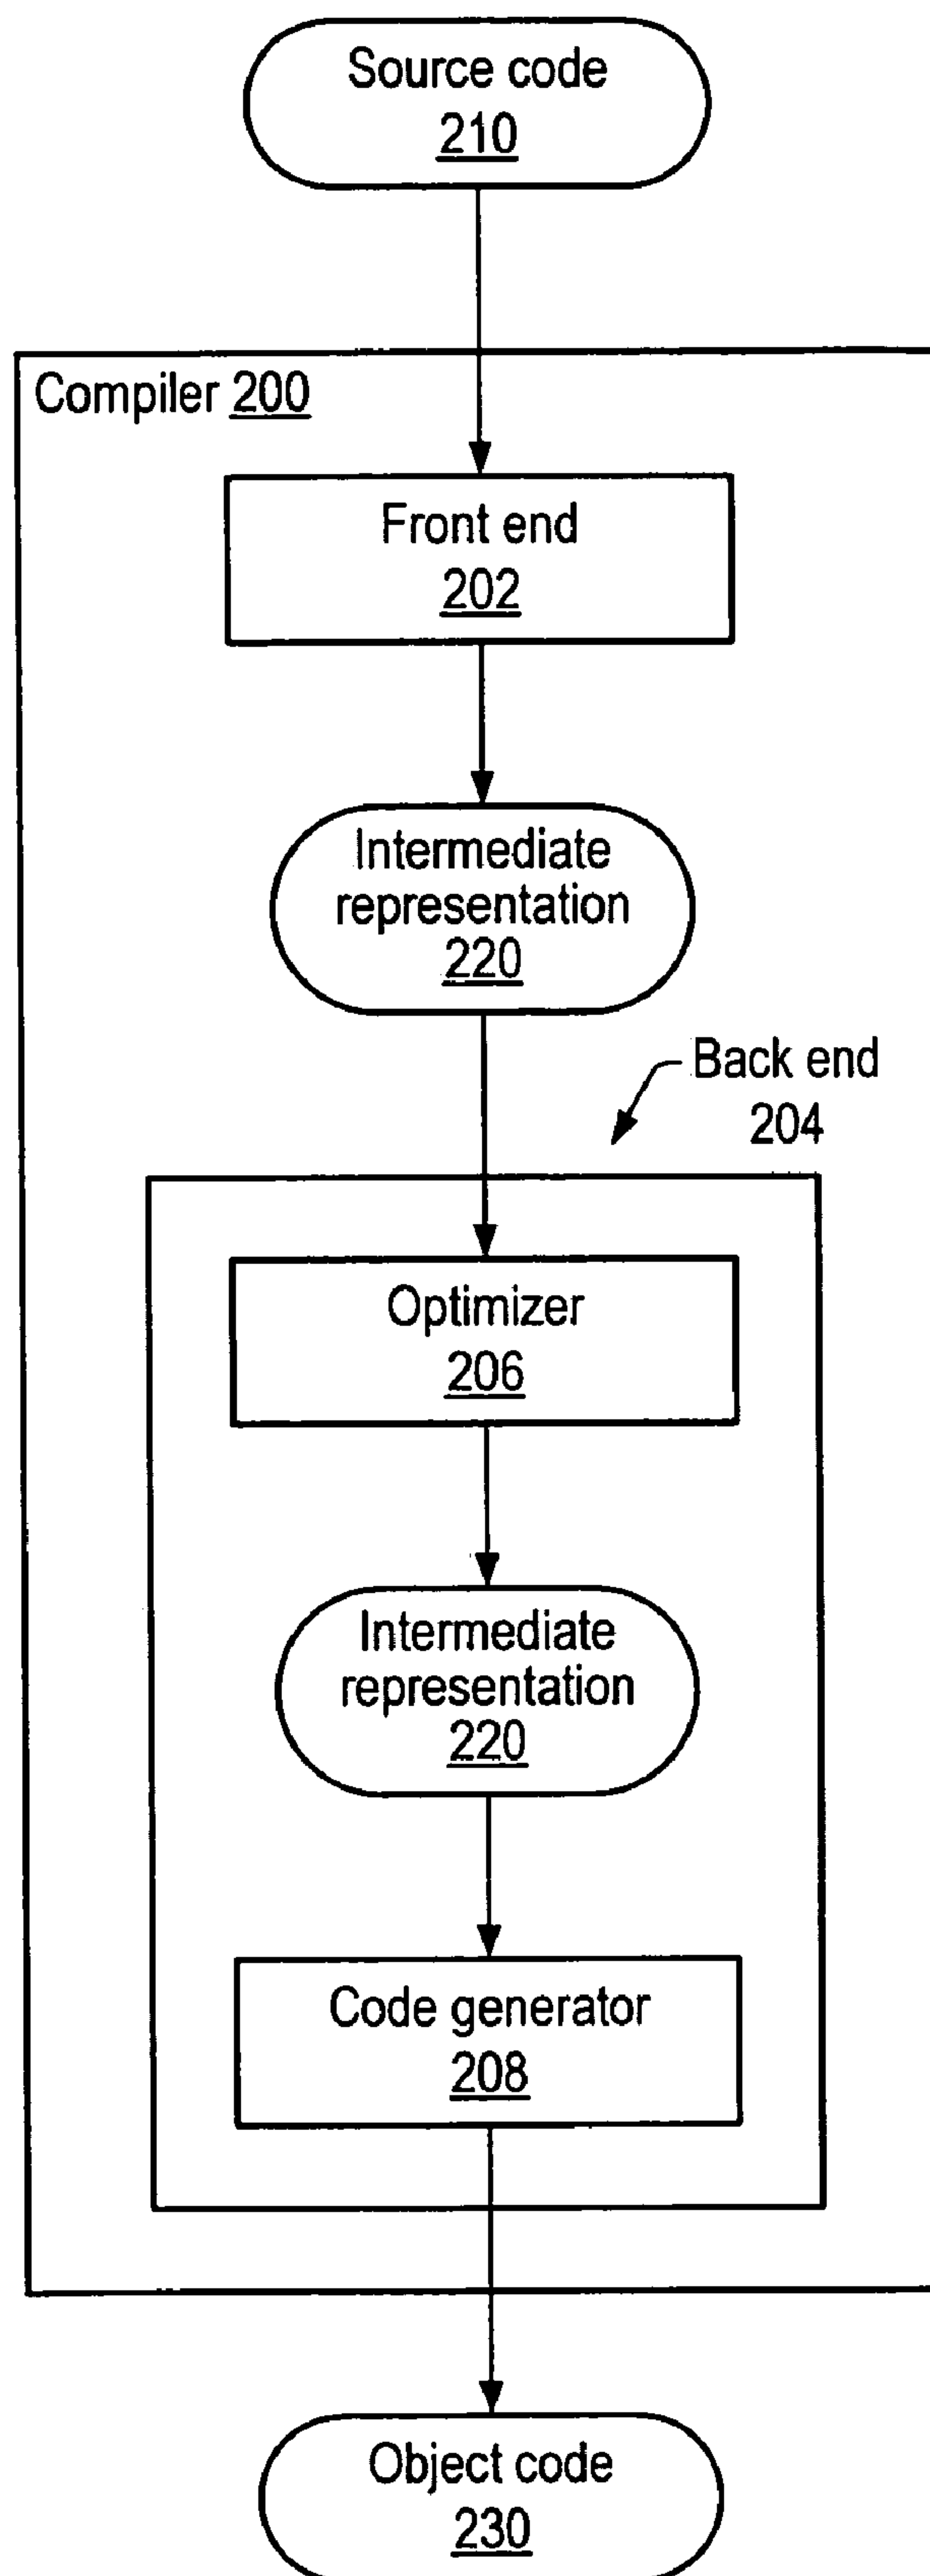 Source code
210
Compiler 200
Front end
202
Intermediate
representation
220
Back end
204
Optimizer
206
Intermediate
representation
220
Code generator
208
Object code
230